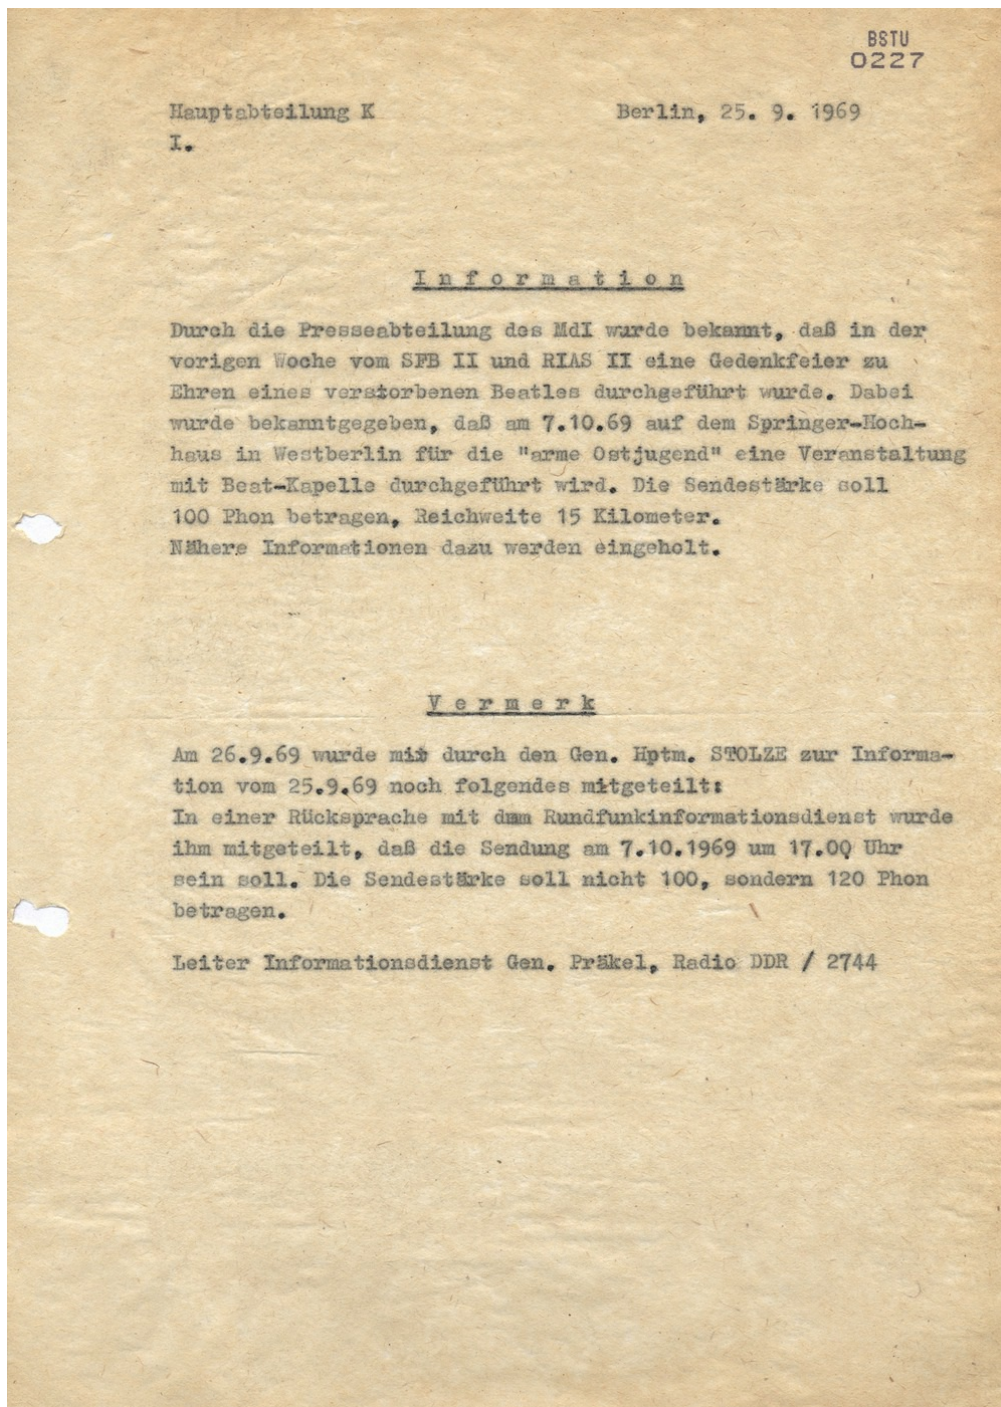 BSTU
0227
Hauptabteilung K
Berlin, 25. 9. 1969
I.
Information
Durch die Presseabteilung des MdI wurde bekannt, daß in der
vorigen Woche vom SFB II und RIAS II eine Gedenkfeier zu
Ehren eines verstorbenen Beatles durchgeführt wurde. Dabei
wurde bekanntgegeben, daß am 7.10.69 auf dem Springer-Hoch-
haus in Westberlin für die "arme Ostjugend" eine Veranstaltung
mit Beat-Kapelle durchgeführt wird. Die Sendestärke soll
100 Phon betragen, Reichweite 15 Kilometer.
Nähere Informationen dazu werden eingeholt.
Vermerk
Am 26.9.69 wurde mit durch den Gen. Hptm. STOLZE zur Informa-
tion vom 25.9.69 noch folgendes mitgeteilt:
In einer Rücksprache mit dem Rundfunkinformationsdienst wurde
ihm mitgeteilt, daß die Sendung am 7.10.1969 um 17.00 Uhr
sein soll. Die Sendestärke soll nicht 100, sondern 120 Phon
betragen.
Leiter Informationsdienst Gen. Präkel, Radio DDR / 2744